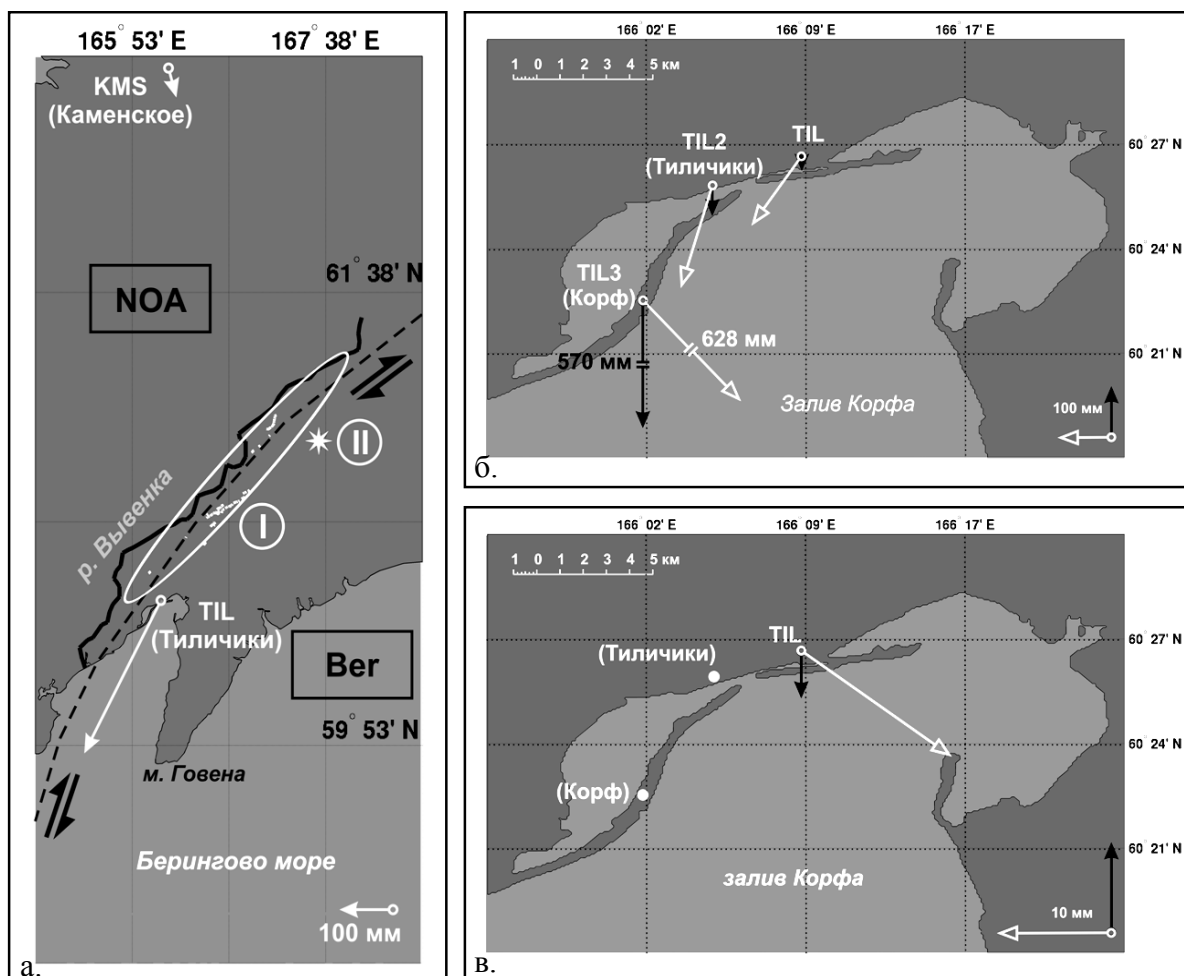 165° 53' E
167° 38' E
KMS
(Каменское)
61° 38' N
NOA
р. Вывенка
II
I
TIL
(Тиличики)
Ber
59° 53' N
м. Говена
Берингово море
100 мм
а.
166° 02' E
166° 09' E
166° 17' E
1 0 1 2 3 4 5 км
TIL2
(Тиличики)
TIL
60° 27' N
60° 24' N
TIL3
(Корф)
628 мм
570 мм
60° 21' N
Залив Корфа
100 мм
б.
166° 02' E
166° 09' E
166° 17' E
1 0 1 2 3 4 5 км
TIL
(Тиличики)
60° 27' N
60° 24' N
(Корф)
60° 21' N
залив Корфа
10 мм
в.